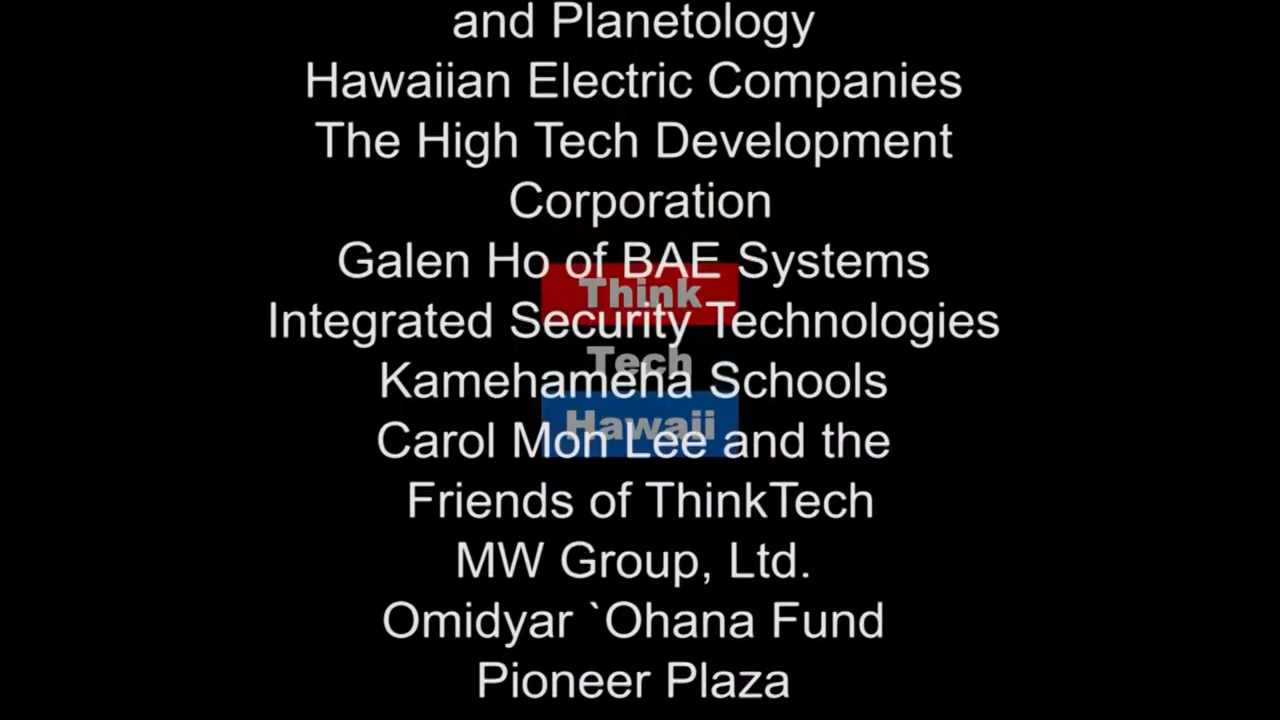 and Planetology
Hawaiian Electric Companies
The High Tech Development
Corporation
Galen Ho of BAE Systems
Think
Integrated Security Technologies
Tech
Kamehameha Schools
Hawaii
Carol Mon Lee and the
Friends of ThinkTech
MW Group, Ltd.
Omidyar `Ohana Fund
Pioneer Plaza